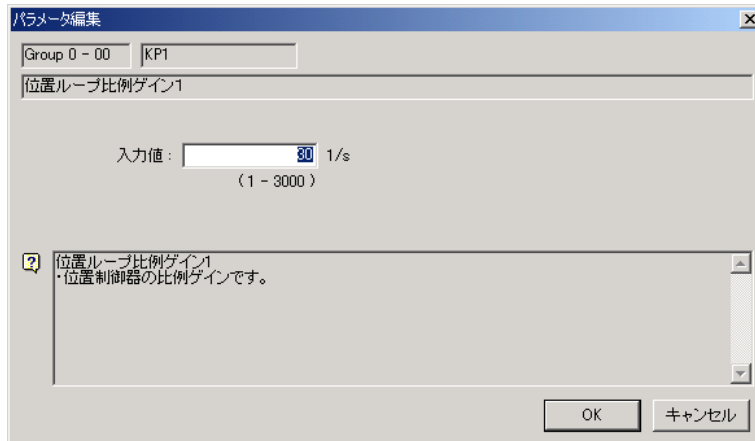 パラメータ編集
Group 0 - 00 KP1
位置ループ比例ゲイン1
入力値 : 30 1/s
( 1 - 3000 )
位置ループ比例ゲイン1
・位置制御器の比例ゲインです。
OK キャンセル